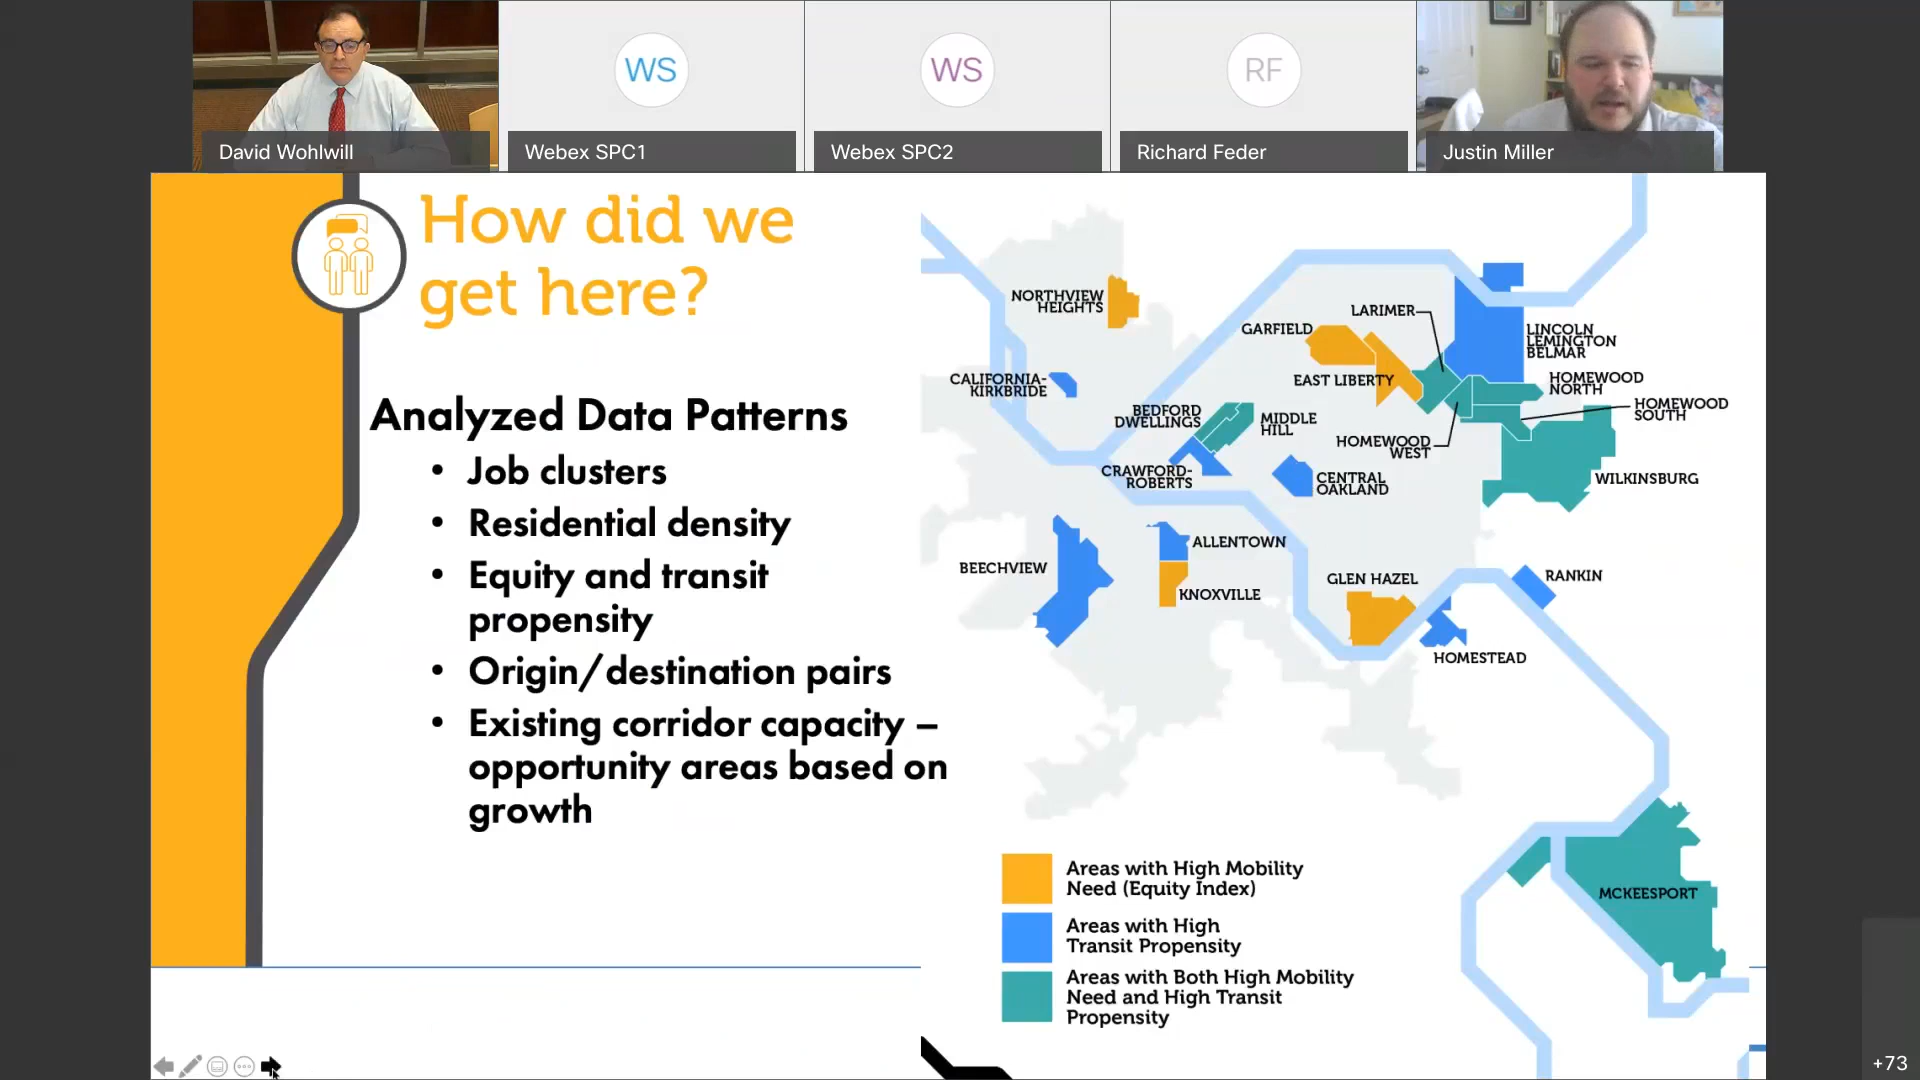 WS
WS
RF
David Wohlwill
Webex SPC1
Webex SPC2
Richard Feder
Justin Miller
How did we
get here?
Analyzed Data Patterns
• Job clusters
• Residential density
• Equity and transit
propensity
• Origin/destination pairs
• Existing corridor capacity –
opportunity areas based on
growth
NORTHVIEW
HEIGHTS
LARIMER
GARFIELD
LINCOLN
LEMINGTON
BELMAR
EAST LIBERTY
CALIFORNIA-
KIRKBRIDE
HOMEWOOD
NORTH
HOMEWOOD
SOUTH
BEDFORD
DWELLINGS
MIDDLE
HILL
HOMEWOOD
WEST
CRAWFORD-
ROBERTS
CENTRAL
OAKLAND
WILKINSBURG
ALLENTOWN
BEECHVIEW
GLEN HAZEL
RANKIN
KNOXVILLE
HOMESTEAD
MCKEESPORT
Areas with High Mobility
Need (Equity Index)
Areas with High
Transit Propensity
Areas with Both High Mobility
Need and High Transit
Propensity
+73